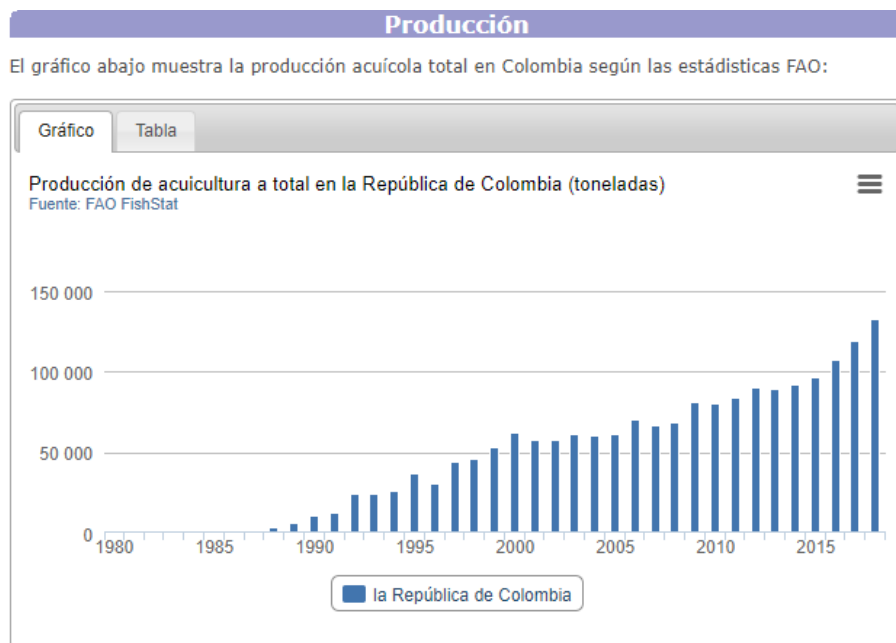 Producción
El gráfico abajo muestra la producción acuícola total en Colombia según las estádisticas FAO:
Gráfico
Tabla
Producción de acuicultura a total en la República de Colombia (toneladas)
Fuente: FAO FishStat
150 000
100 000
50 000
0
1980 1985 1990 1995 2000 2005 2010 2015
la República de Colombia